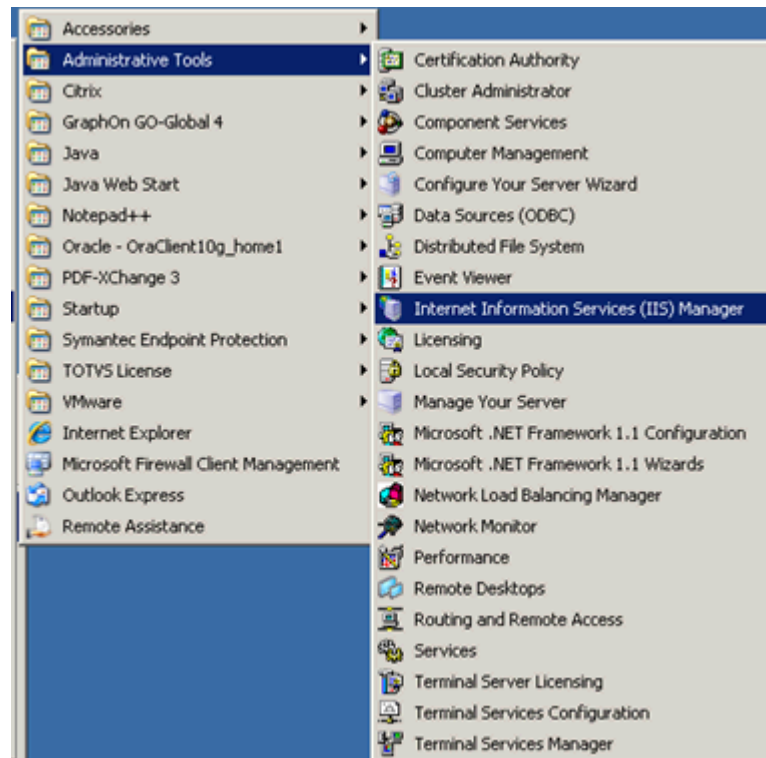 Accessories
Administrative Tools
Citrix
GraphOn GO-Global 4
Java
Java Web Start
Notepad++
Oracle - OraClient10g_home1
PDF-XChange 3
Startup
Symantec Endpoint Protection
TOTVS License
VMware
Internet Explorer
Microsoft Firewall Client Management
Outlook Express
Remote Assistance
Certification Authority
Cluster Administrator
Component Services
Computer Management
Configure Your Server Wizard
Data Sources (ODBC)
Distributed File System
Event Viewer
Internet Information Services (IIS) Manager
Licensing
Local Security Policy
Manage Your Server
Microsoft .NET Framework 1.1 Configuration
Microsoft .NET Framework 1.1 Wizards
Network Load Balancing Manager
Network Monitor
Performance
Remote Desktops
Routing and Remote Access
Services
Terminal Server Licensing
Terminal Services Configuration
Terminal Services Manager